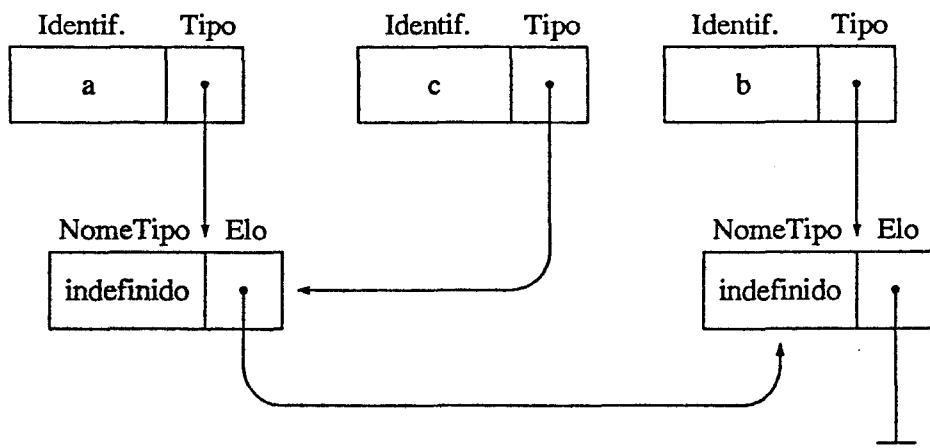 Identif. Tipo Identif. Tipo Identif. Tipo
a c b
NomeTipo Elo NomeTipo Elo
indefinido indefinido